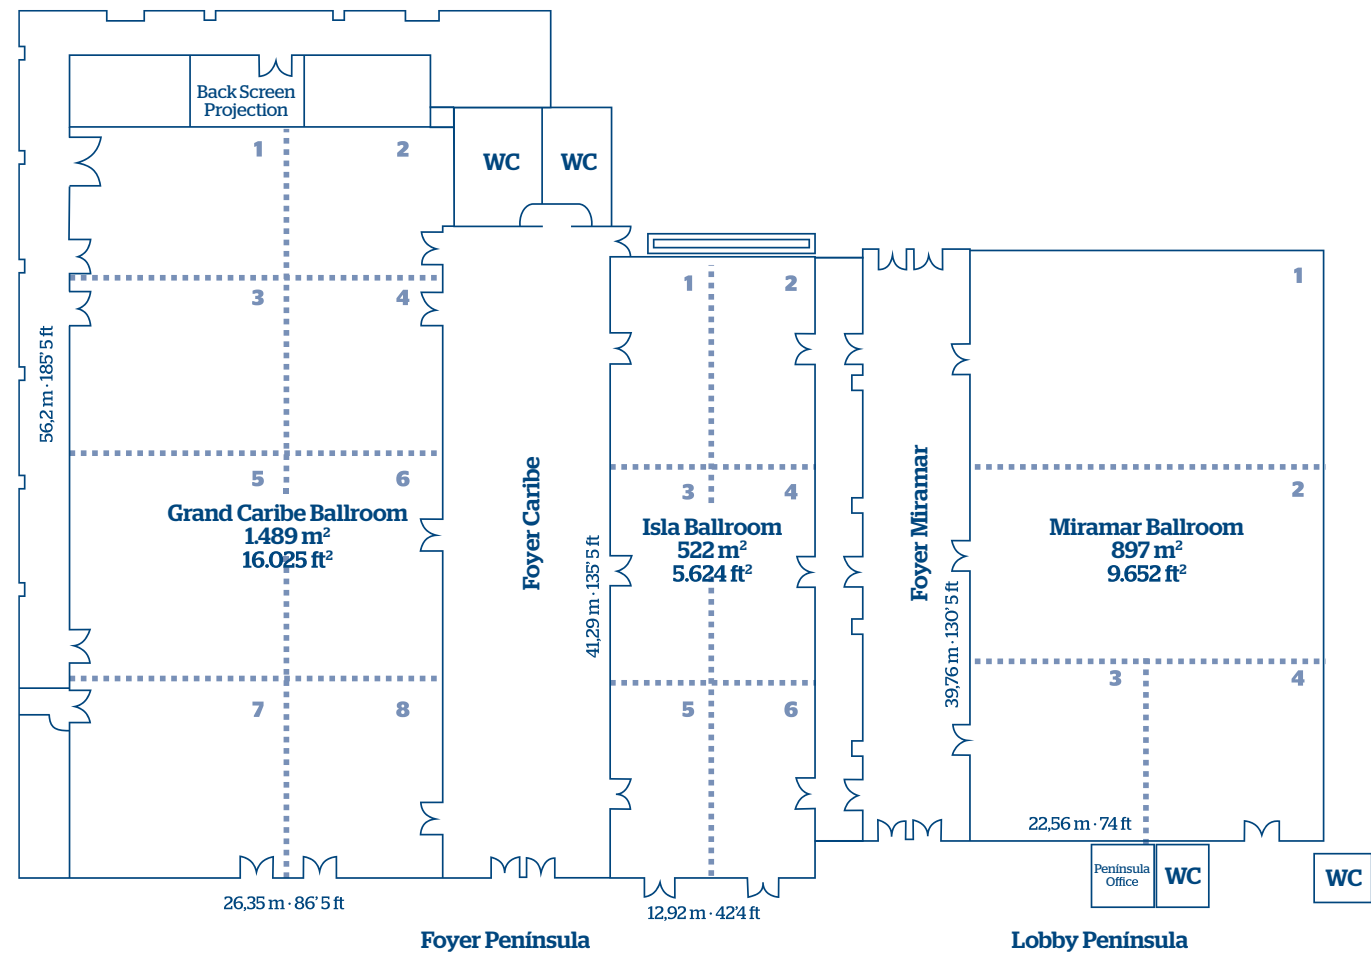 Back Screen
Projection
WC
WC
1
2
3
4
5
6
7
8
56,2 m · 185' 5 ft
Grand Caribe Ballroom
1.489 m²
16.025 ft²
26,35 m · 86' 5 ft
Foyer Caribe
41,29 m · 135' 5 ft
1
2
3
4
5
6
Isla Ballroom
522 m²
5.624 ft²
12,92 m · 42'4 ft
Foyer Miramar
39,76 m · 130' 5 ft
1
2
3
4
Miramar Ballroom
897 m²
9.652 ft²
22,56 m · 74 ft
Península
Office
WC
WC
Foyer Península
Lobby Península